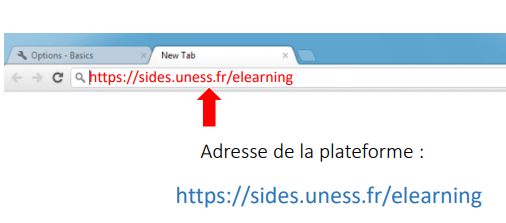 Options - Basics
New Tab
https://sides.uness.fr/elearning
Adresse de la plateforme :
https://sides.uness.fr/elearning